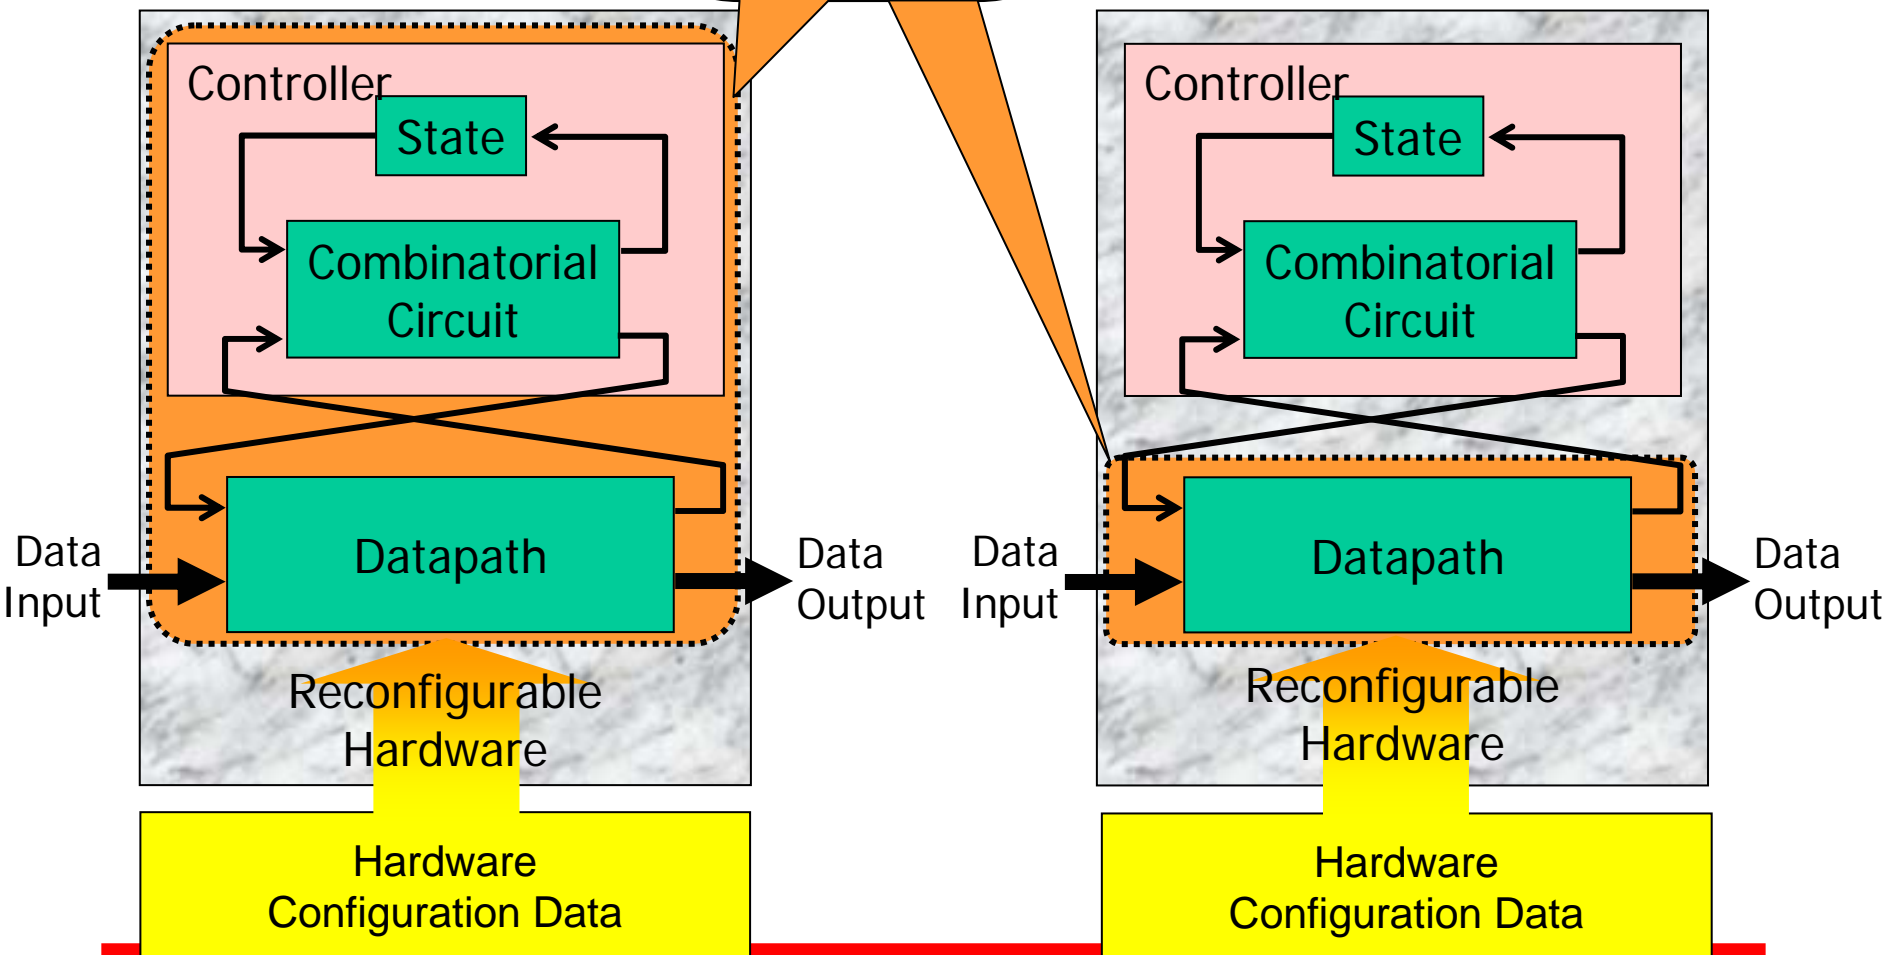 Controller
State
Combinatorial
Circuit
Datapath
Data
Input
Data
Output
Reconfigurable
Hardware
Hardware
Configuration Data
Controller
State
Combinatorial
Circuit
Datapath
Data
Input
Data
Output
Reconfigurable
Hardware
Hardware
Configuration Data